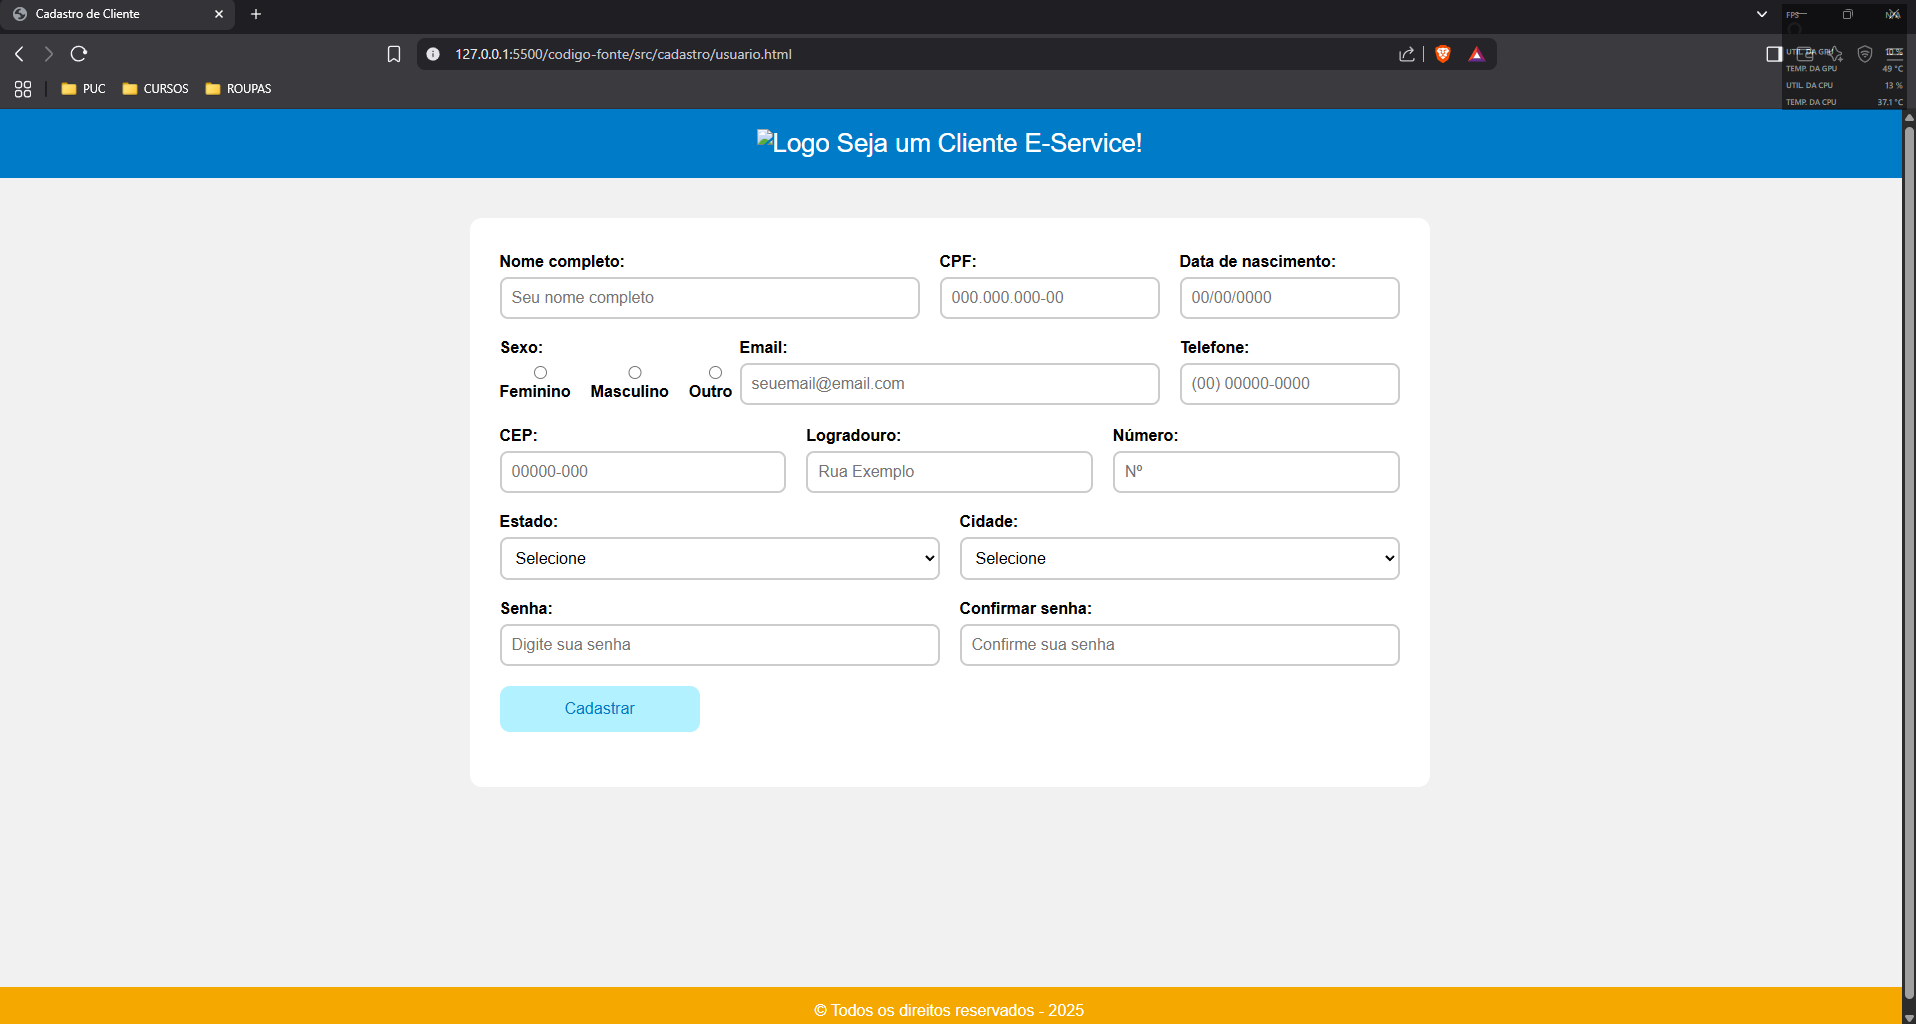 Cadastro de Cliente
FPS N/A
127.0.0.1:5500/codigo-fonte/src/cadastro/usuario.html
UTIL. DA GPU 10 %
TEMP. DA GPU 49 °C
UTIL. DA CPU 13 %
TEMP. DA CPU 37.1 °C
PUC CURSOS ROUPAS
Logo Seja um Cliente E-Service!
Nome completo: CPF: Data de nascimento:
Seu nome completo 000.000.000-00 00/00/0000
Sexo: Email: Telefone:
Feminino Masculino Outro seuemail@email.com (00) 00000-0000
CEP: Logradouro: Número:
00000-000 Rua Exemplo Nº
Estado: Cidade:
Selecione Selecione
Senha: Confirmar senha:
Digite sua senha Confirme sua senha
Cadastrar
© Todos os direitos reservados - 2025